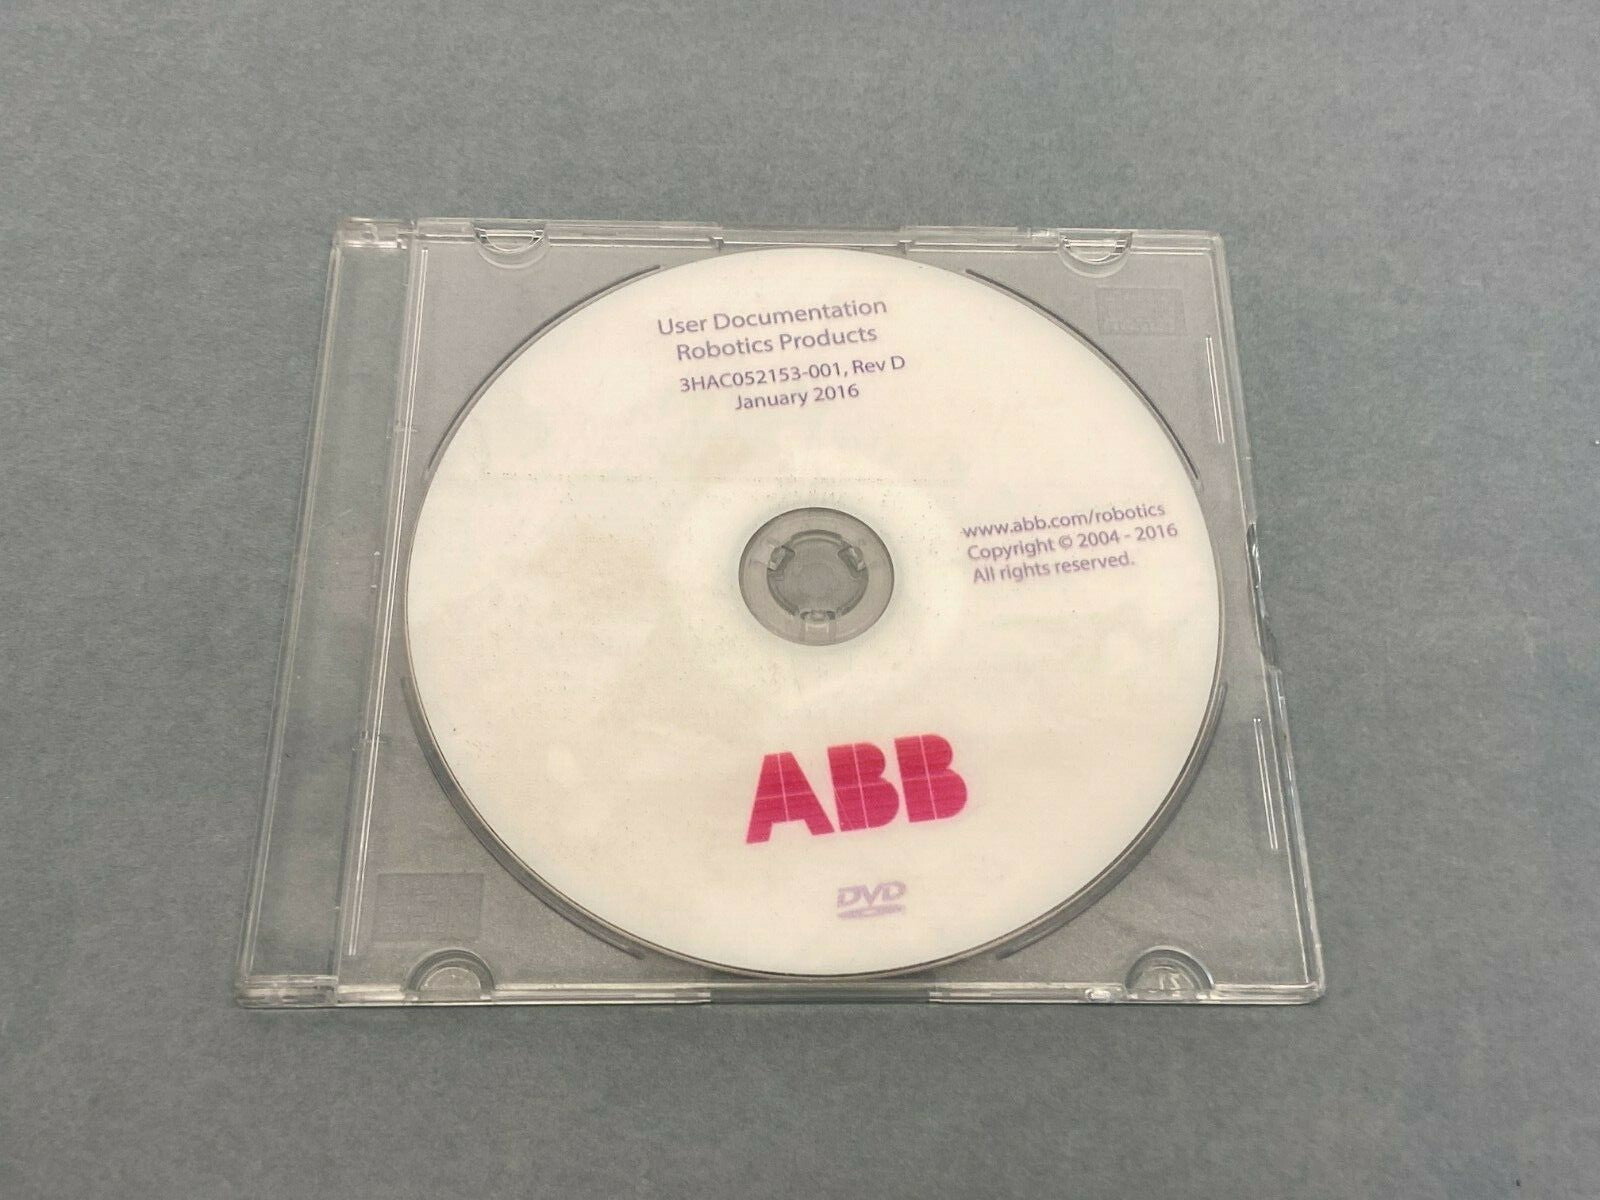 User Documentation
Robotics Products
3HAC052153-001, Rev D
January 2016
www.abb.com/robotics
Copyright © 2004 - 2016
All rights reserved.
ABB
DVD